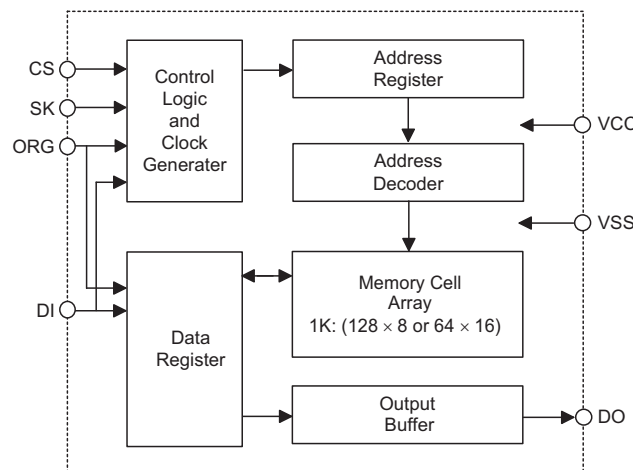 CS
SK
ORG
DI
Control
Logic
and
Clock
Generater
Address
Register
Address
Decoder
VCC
VSS
Data
Register
Memory Cell
Array
1K: (128 × 8 or 64 × 16)
Output
Buffer
DO